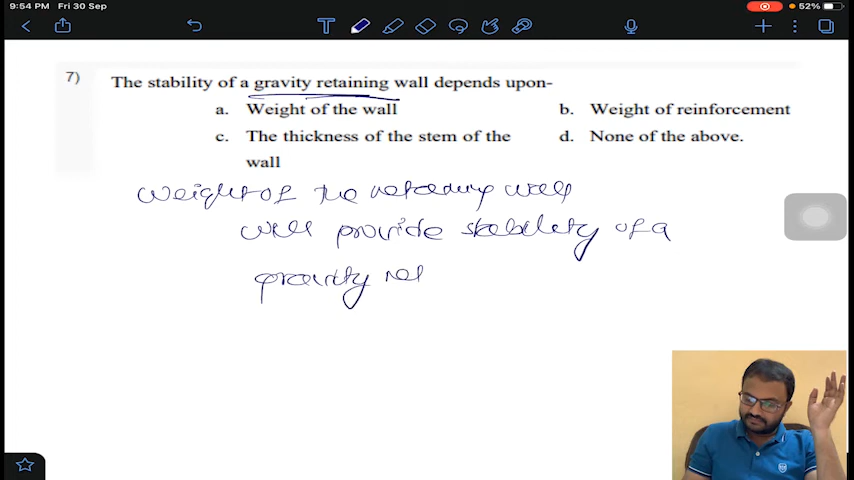 9:54 PM Fri 30 Sep
52%
7) The stability of a gravity retaining wall depends upon-
a. Weight of the wall b. Weight of reinforcement
c. The thickness of the stem of the d. None of the above.
wall
Weight of the retaining wall
will provide stability of a
gravity ret